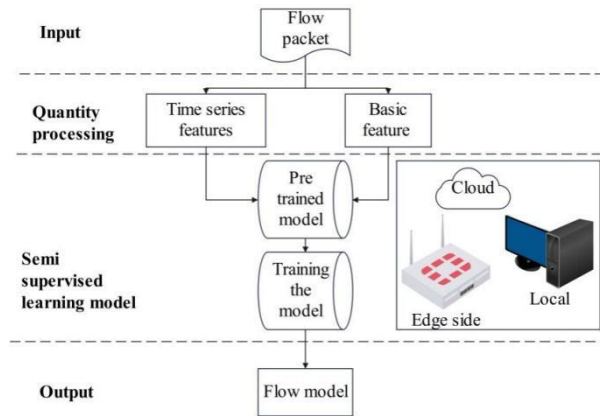 Input
Flow
packet
Quantity
processing
Time series
features
Basic
feature
Semi
supervised
learning model
Pre
trained
model
Training
the
model
Cloud
Local
Edge side
Output
Flow model